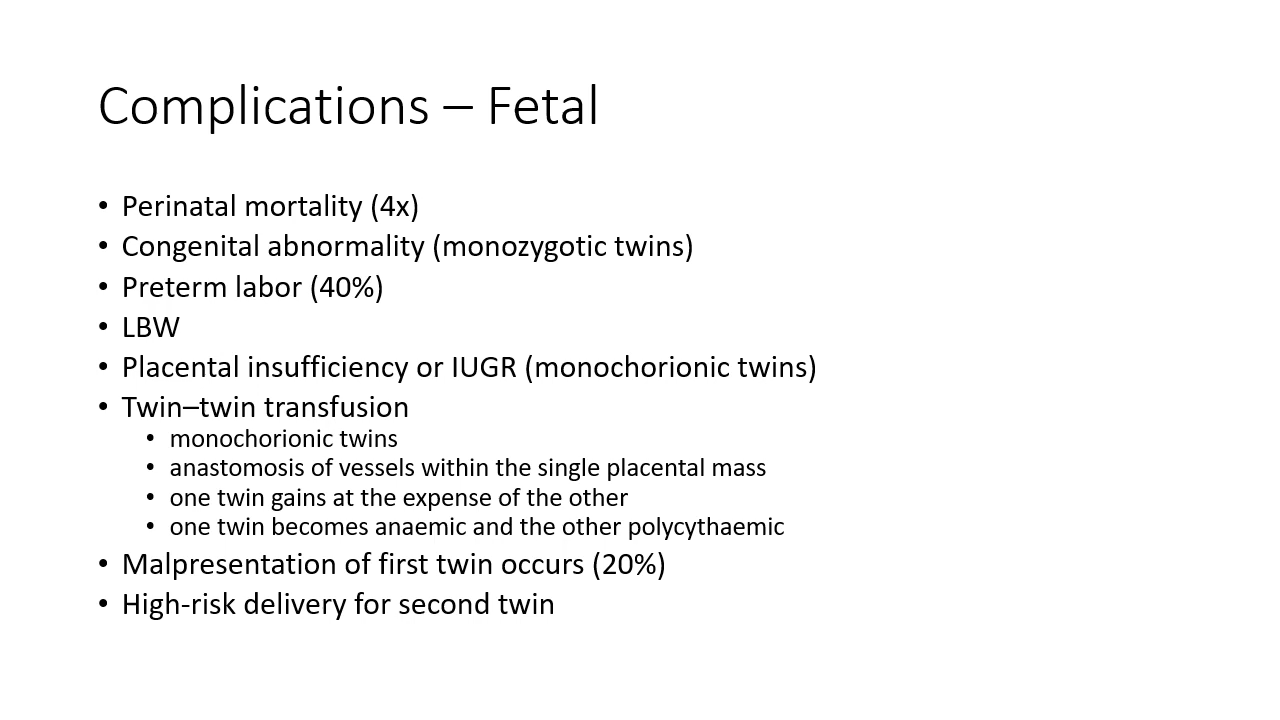 Complications – Fetal
• Perinatal mortality (4x)
• Congenital abnormality (monozygotic twins)
• Preterm labor (40%)
• LBW
• Placental insufficiency or IUGR (monochorionic twins)
• Twin–twin transfusion
• monochorionic twins
• anastomosis of vessels within the single placental mass
• one twin gains at the expense of the other
• one twin becomes anaemic and the other polycythaemic
• Malpresentation of first twin occurs (20%)
• High-risk delivery for second twin